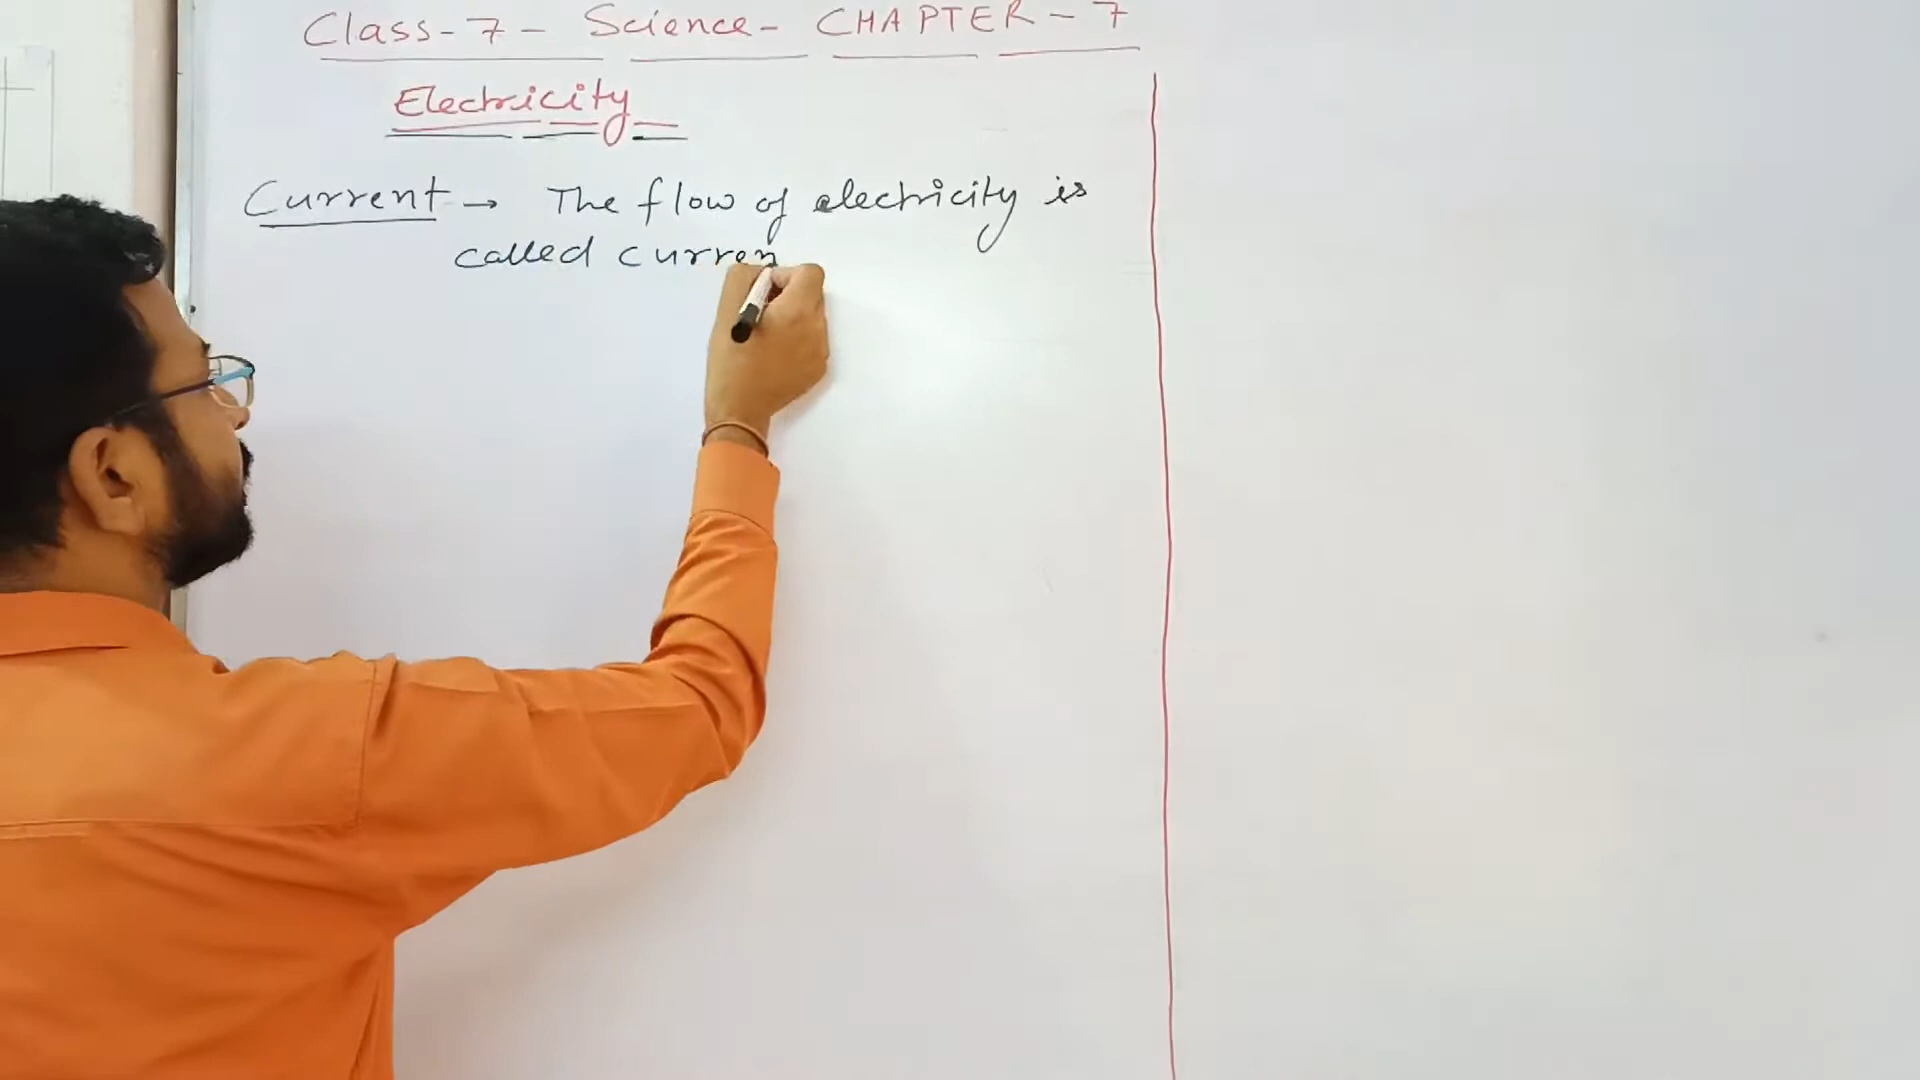 Class-7- Science- CHAPTER-7
Electricity
Current → The flow of electricity is
called curren